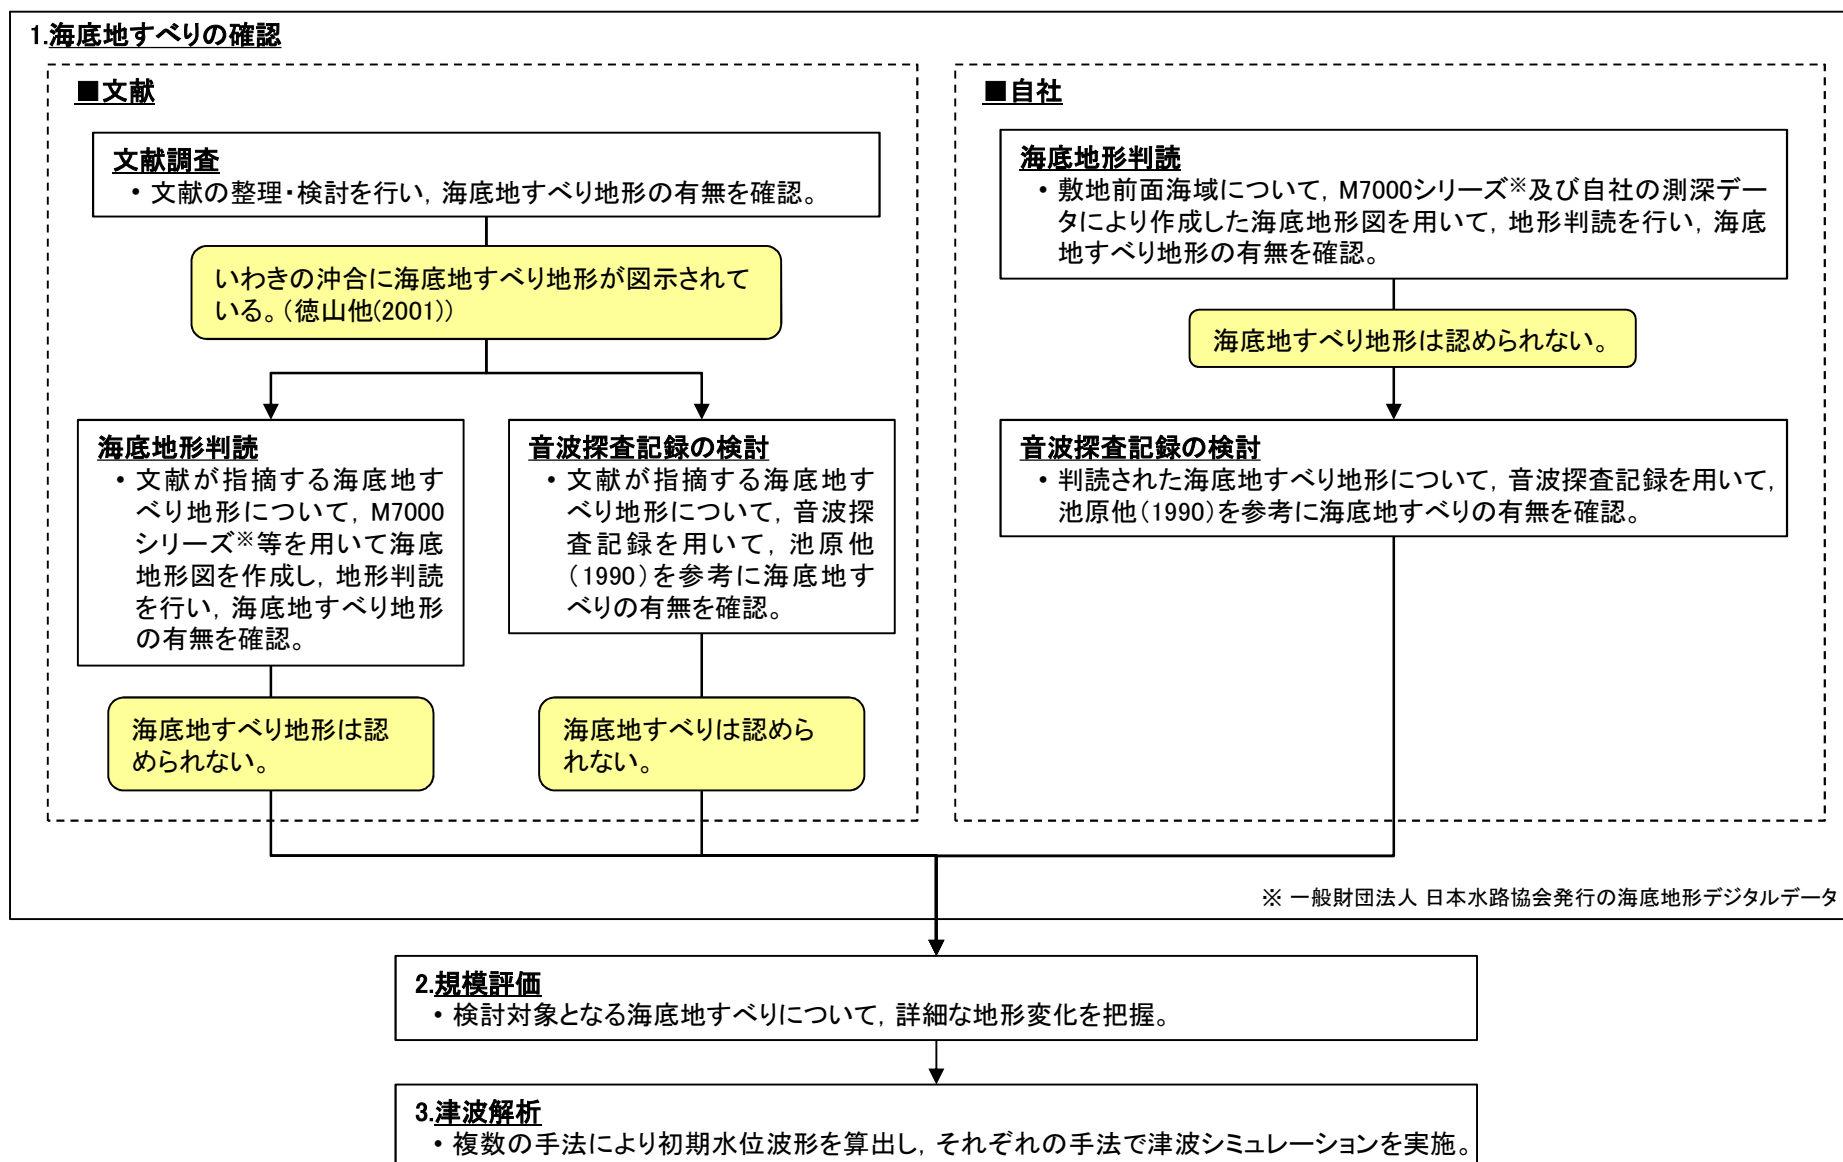 1.海底地すべりの確認
■文献
文献調査
• 文献の整理・検討を行い，海底地すべり地形の有無を確認。
いわきの沖合に海底地すべり地形が図示されて
いる。（徳山他(2001)）
海底地形判読
• 文献が指摘する海底地す
べり地形について，M7000
シリーズ※等を用いて海底
地形図を作成し，地形判読
を行い，海底地すべり地形
の有無を確認。
海底地すべり地形は認
められない。
音波探査記録の検討
• 文献が指摘する海底地す
べり地形について，音波探
査記録を用いて，池原他
（1990）を参考に海底地す
べりの有無を確認。
海底地すべりは認めら
れない。
■自社
海底地形判読
• 敷地前面海域について，M7000シリーズ※及び自社の測深デー
タにより作成した海底地形図を用いて，地形判読を行い，海底
地すべり地形の有無を確認。
海底地すべり地形は認められない。
音波探査記録の検討
• 判読された海底地すべり地形について，音波探査記録を用いて，
池原他（1990）を参考に海底地すべりの有無を確認。
※ 一般財団法人 日本水路協会発行の海底地形デジタルデータ
2.規模評価
• 検討対象となる海底地すべりについて，詳細な地形変化を把握。
3.津波解析
• 複数の手法により初期水位波形を算出し，それぞれの手法で津波シミュレーションを実施。